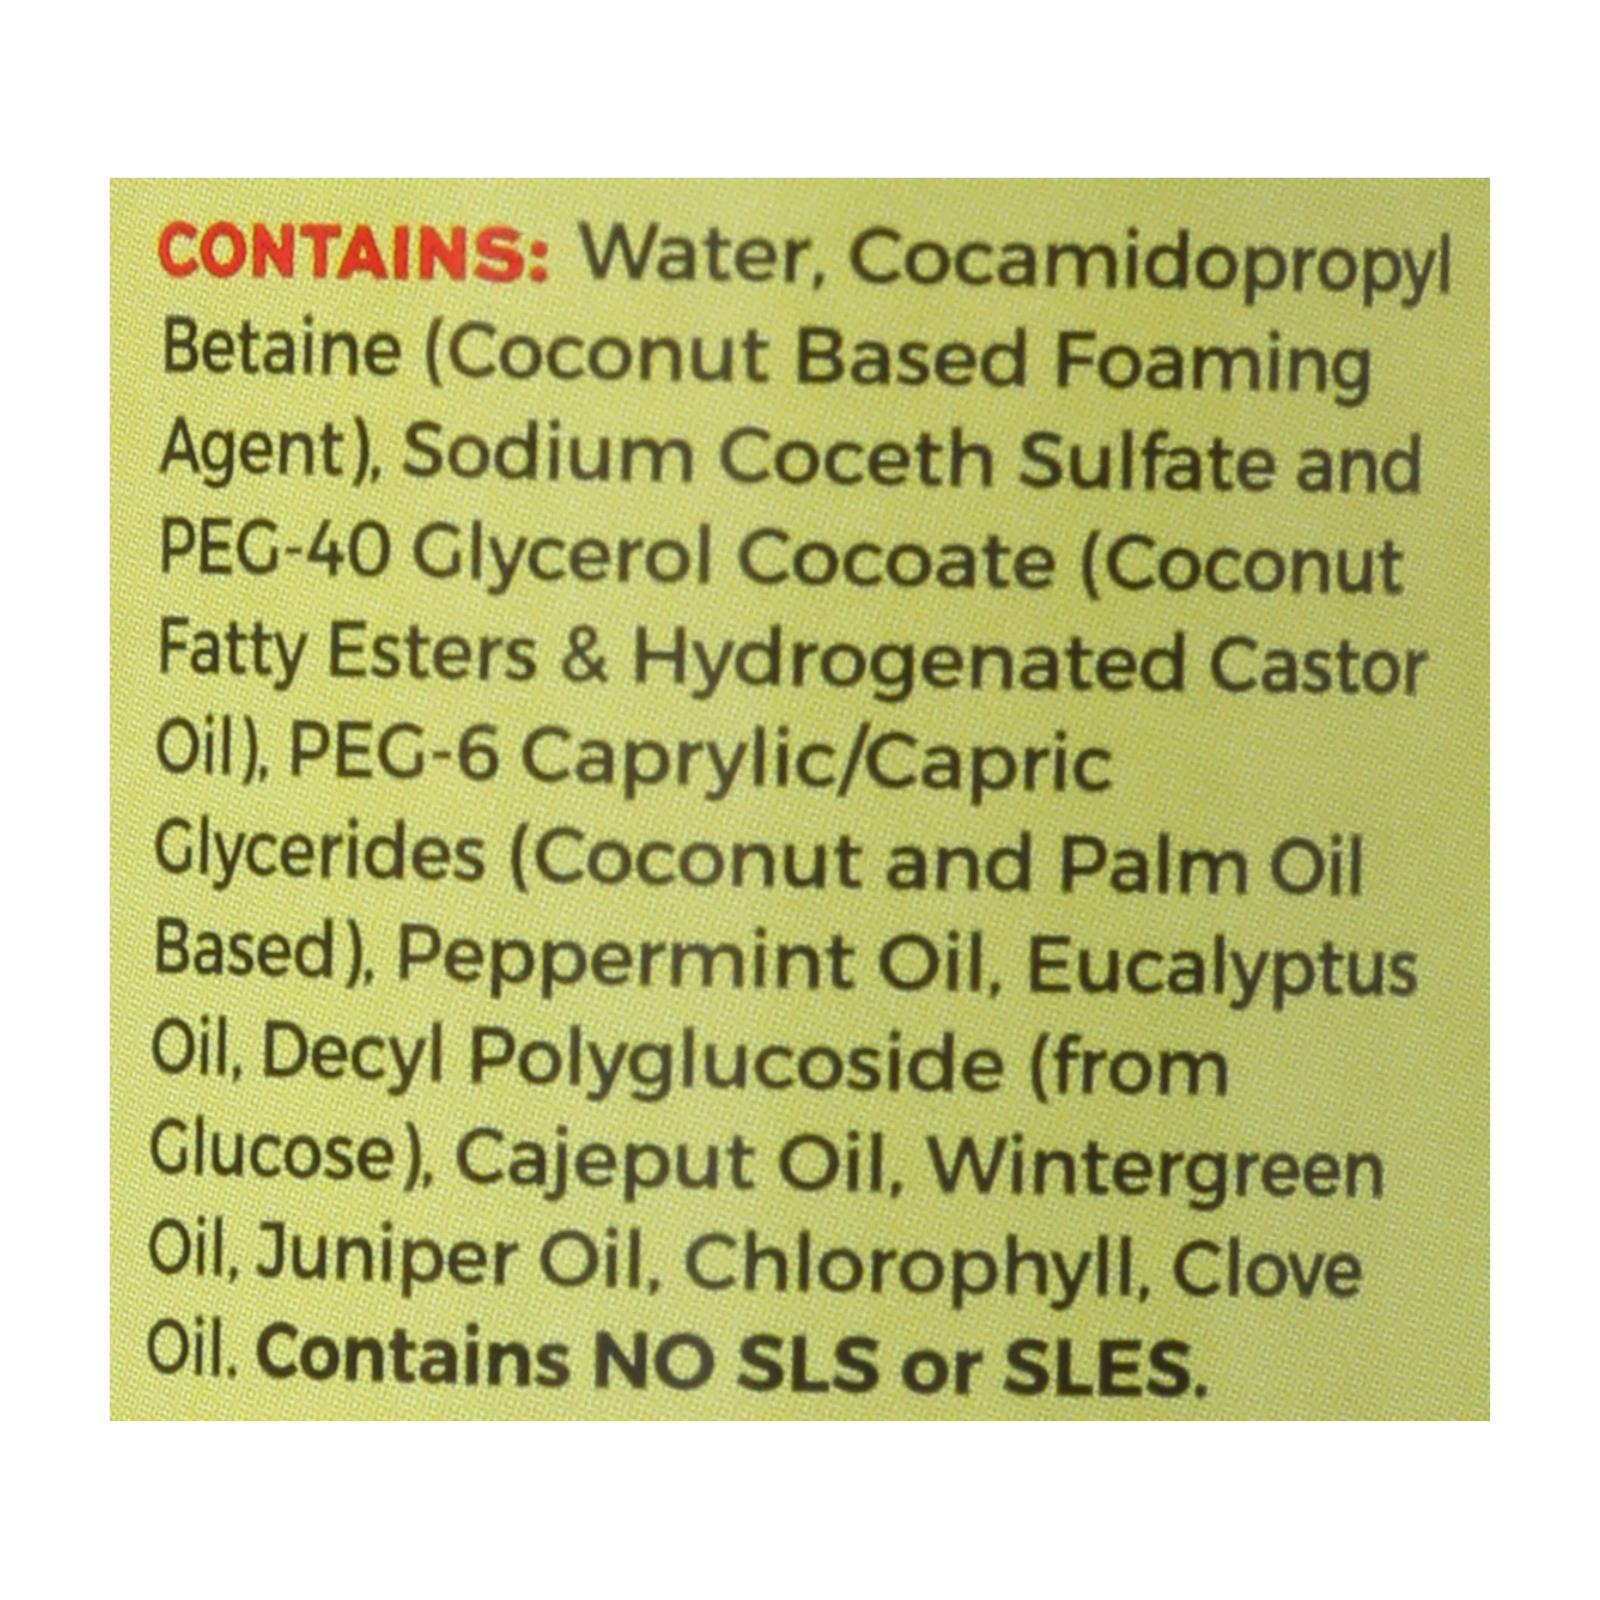 CONTAINS: Water, Cocamidopropyl
Betaine (Coconut Based Foaming
Agent), Sodium Coceth Sulfate and
PEG-40 Glycerol Cocoate (Coconut
Fatty Esters & Hydrogenated Castor
Oil), PEG-6 Caprylic/Capric
Glycerides (Coconut and Palm Oil
Based), Peppermint Oil, Eucalyptus
Oil, Decyl Polyglucoside (from
Glucose), Cajeput Oil, Wintergreen
Oil, Juniper Oil, Chlorophyll, Clove
Oil. Contains NO SLS or SLES.